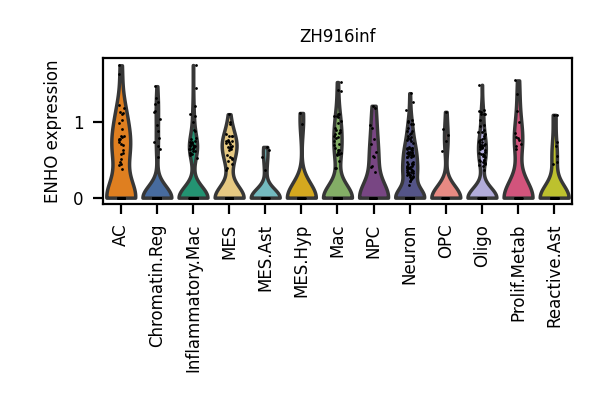 ZH916inf
ENHO expression
1
0
AC
Chromatin.Reg
Inflammatory.Mac
MES
MES.Ast
MES.Hyp
Mac
NPC
Neuron
OPC
Oligo
Prolif.Metab
Reactive.Ast